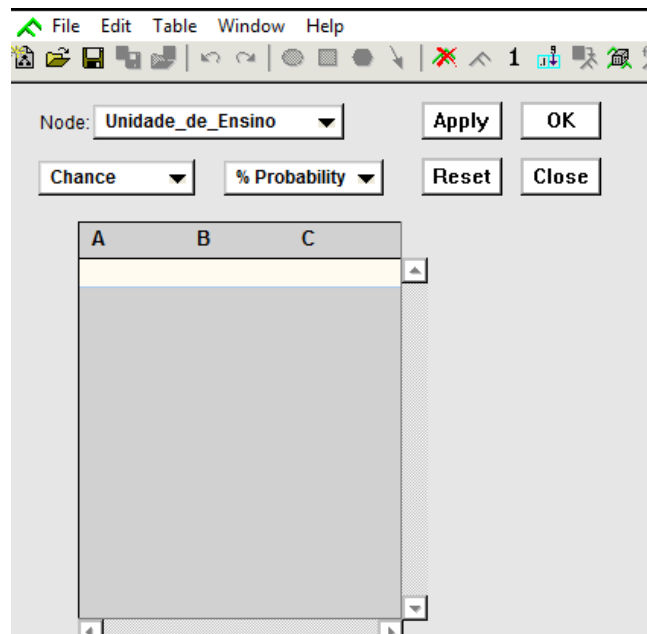 File Edit Table Window Help
1
Node: Unidade_de_Ensino Apply OK
Chance % Probability Reset Close
A B C